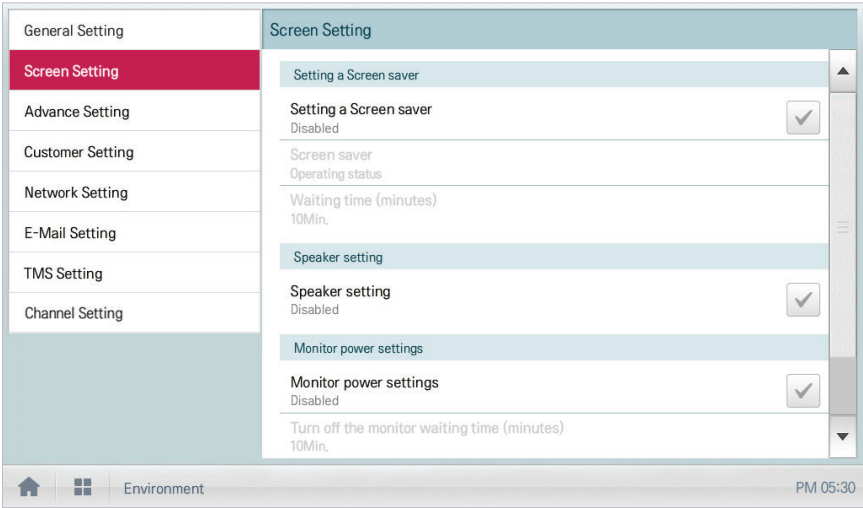 General Setting
Screen Setting
Advance Setting
Customer Setting
Network Setting
E-Mail Setting
TMS Setting
Channel Setting
Screen Setting
Setting a Screen saver
Setting a Screen saver
Disabled
Screen saver
Operating status
Waiting time (minutes)
10Min.
Speaker setting
Speaker setting
Disabled
Monitor power settings
Monitor power settings
Disabled
Turn off the monitor waiting time (minutes)
10Min.
Environment
PM 05:30